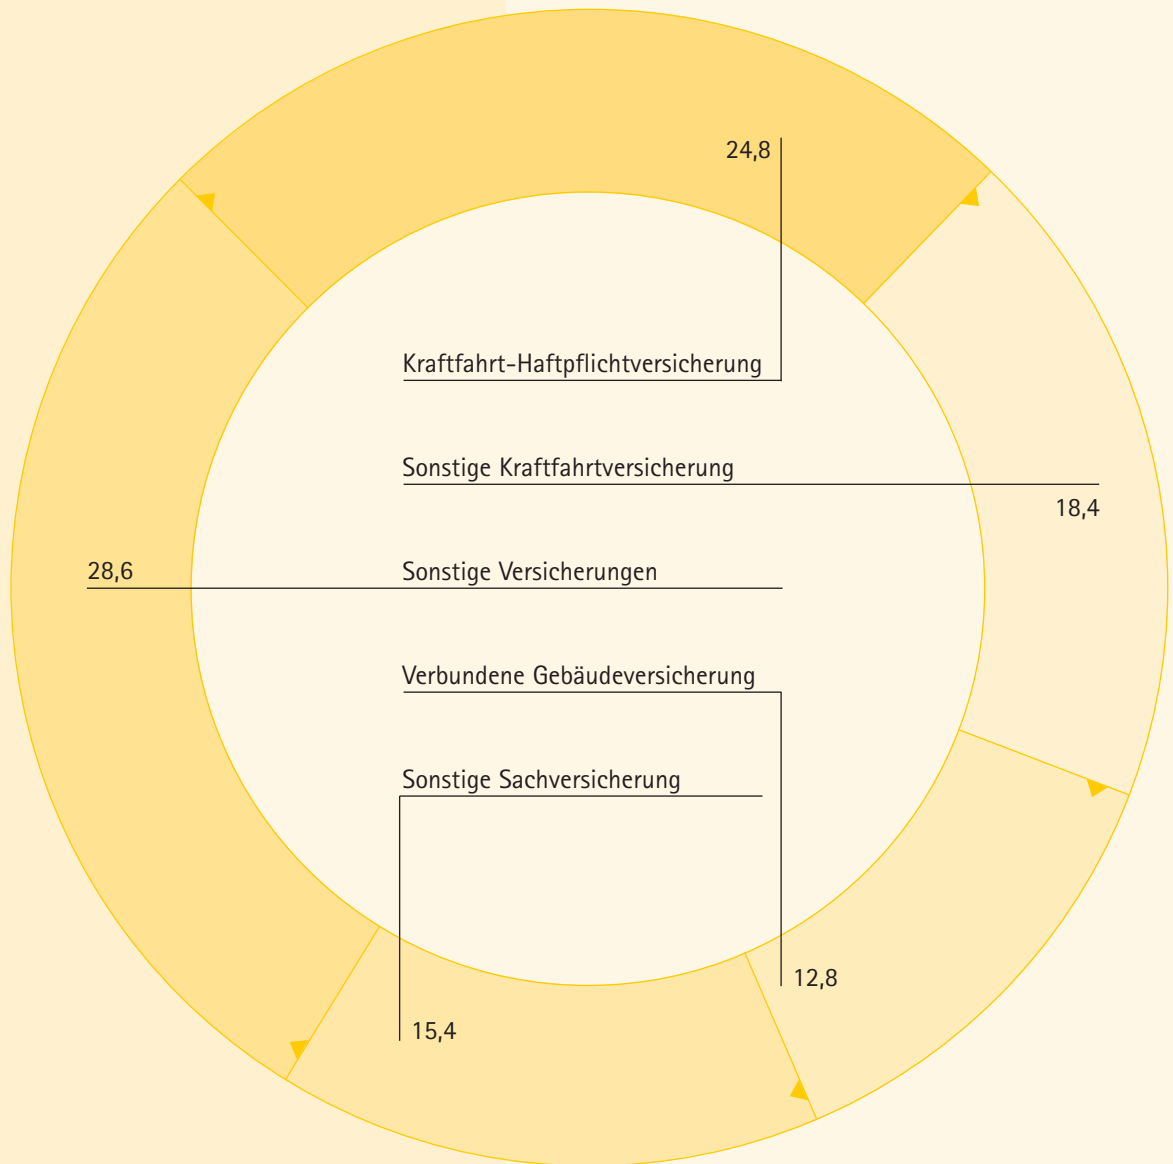 24,8
Kraftfahrt-Haftpflichtversicherung
Sonstige Kraftfahrtversicherung
18,4
28,6
Sonstige Versicherungen
Verbundene Gebäudeversicherung
Sonstige Sachversicherung
12,8
15,4